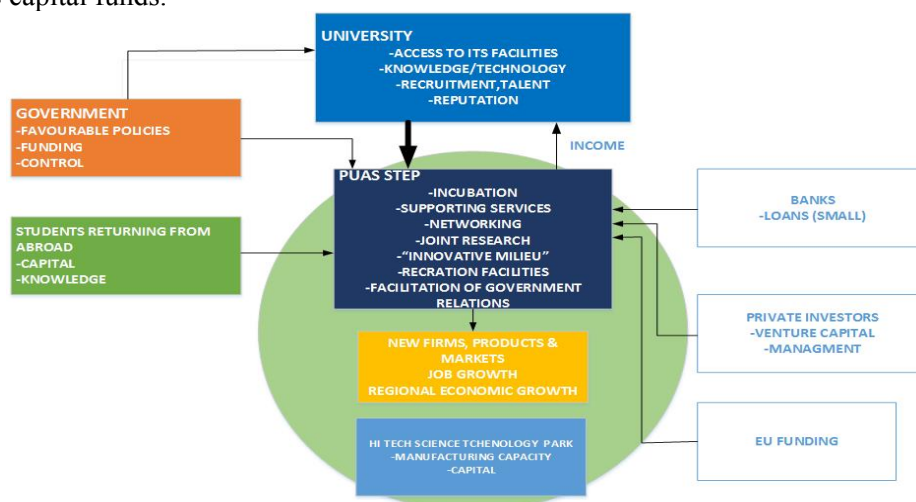 capital funds.
UNIVERSITY
-ACCESS TO ITS FACILITIES
-KNOWLEDGE/TECHNOLOGY
-RECRUITMENT,TALENT
-REPUTATION
GOVERNMENT
-FAVOURABLE POLICIES
-FUNDING
-CONTROL
INCOME
PUAS STEP
-INCUBATION
-SUPPORTING SERVICES
-NETWORKING
-JOINT RESEARCH
-“INNOVATIVE MILIEU”
-RECRATION FACILITIES
-FACILITATION OF GOVERNMENT
RELATIONS
BANKS
-LOANS (SMALL)
STUDENTS RETURNING FROM
ABROAD
-CAPITAL
-KNOWLEDGE
PRIVATE INVESTORS
-VENTURE CAPITAL
-MANAGMENT
NEW FIRMS, PRODUCTS &
MARKETS
JOB GROWTH
REGIONAL ECONOMIC GROWTH
HI TECH SCIENCE TCHENOLOGY PARK
-MANUFACTURING CAPACITY
-CAPITAL
EU FUNDING